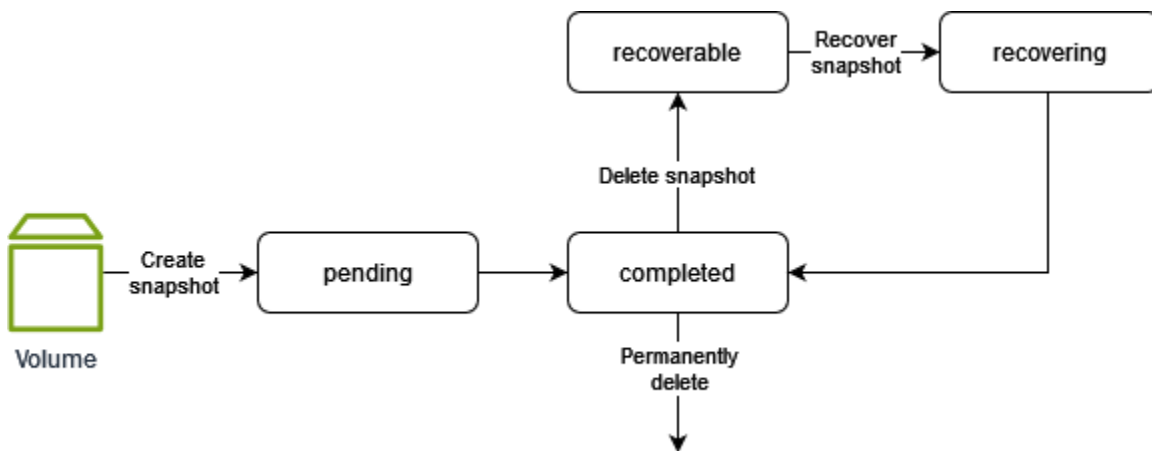 recoverable
Recover
snapshot
recovering
Delete snapshot
Create
snapshot
pending
completed
Volume
Permanently
delete